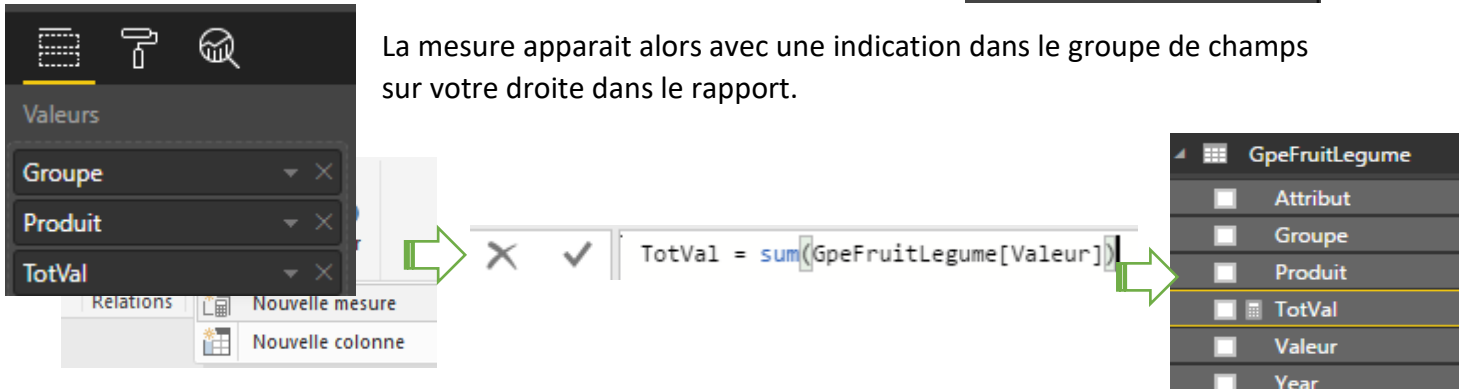 La mesure apparait alors avec une indication dans le groupe de champs
sur votre droite dans le rapport.
Valeurs
Groupe
Produit
TotVal
Relations
Nouvelle mesure
Nouvelle colonne
TotVal = sum(GpeFruitLegume[Valeur])
GpeFruitLegume
Attribut
Groupe
Produit
TotVal
Valeur
Year